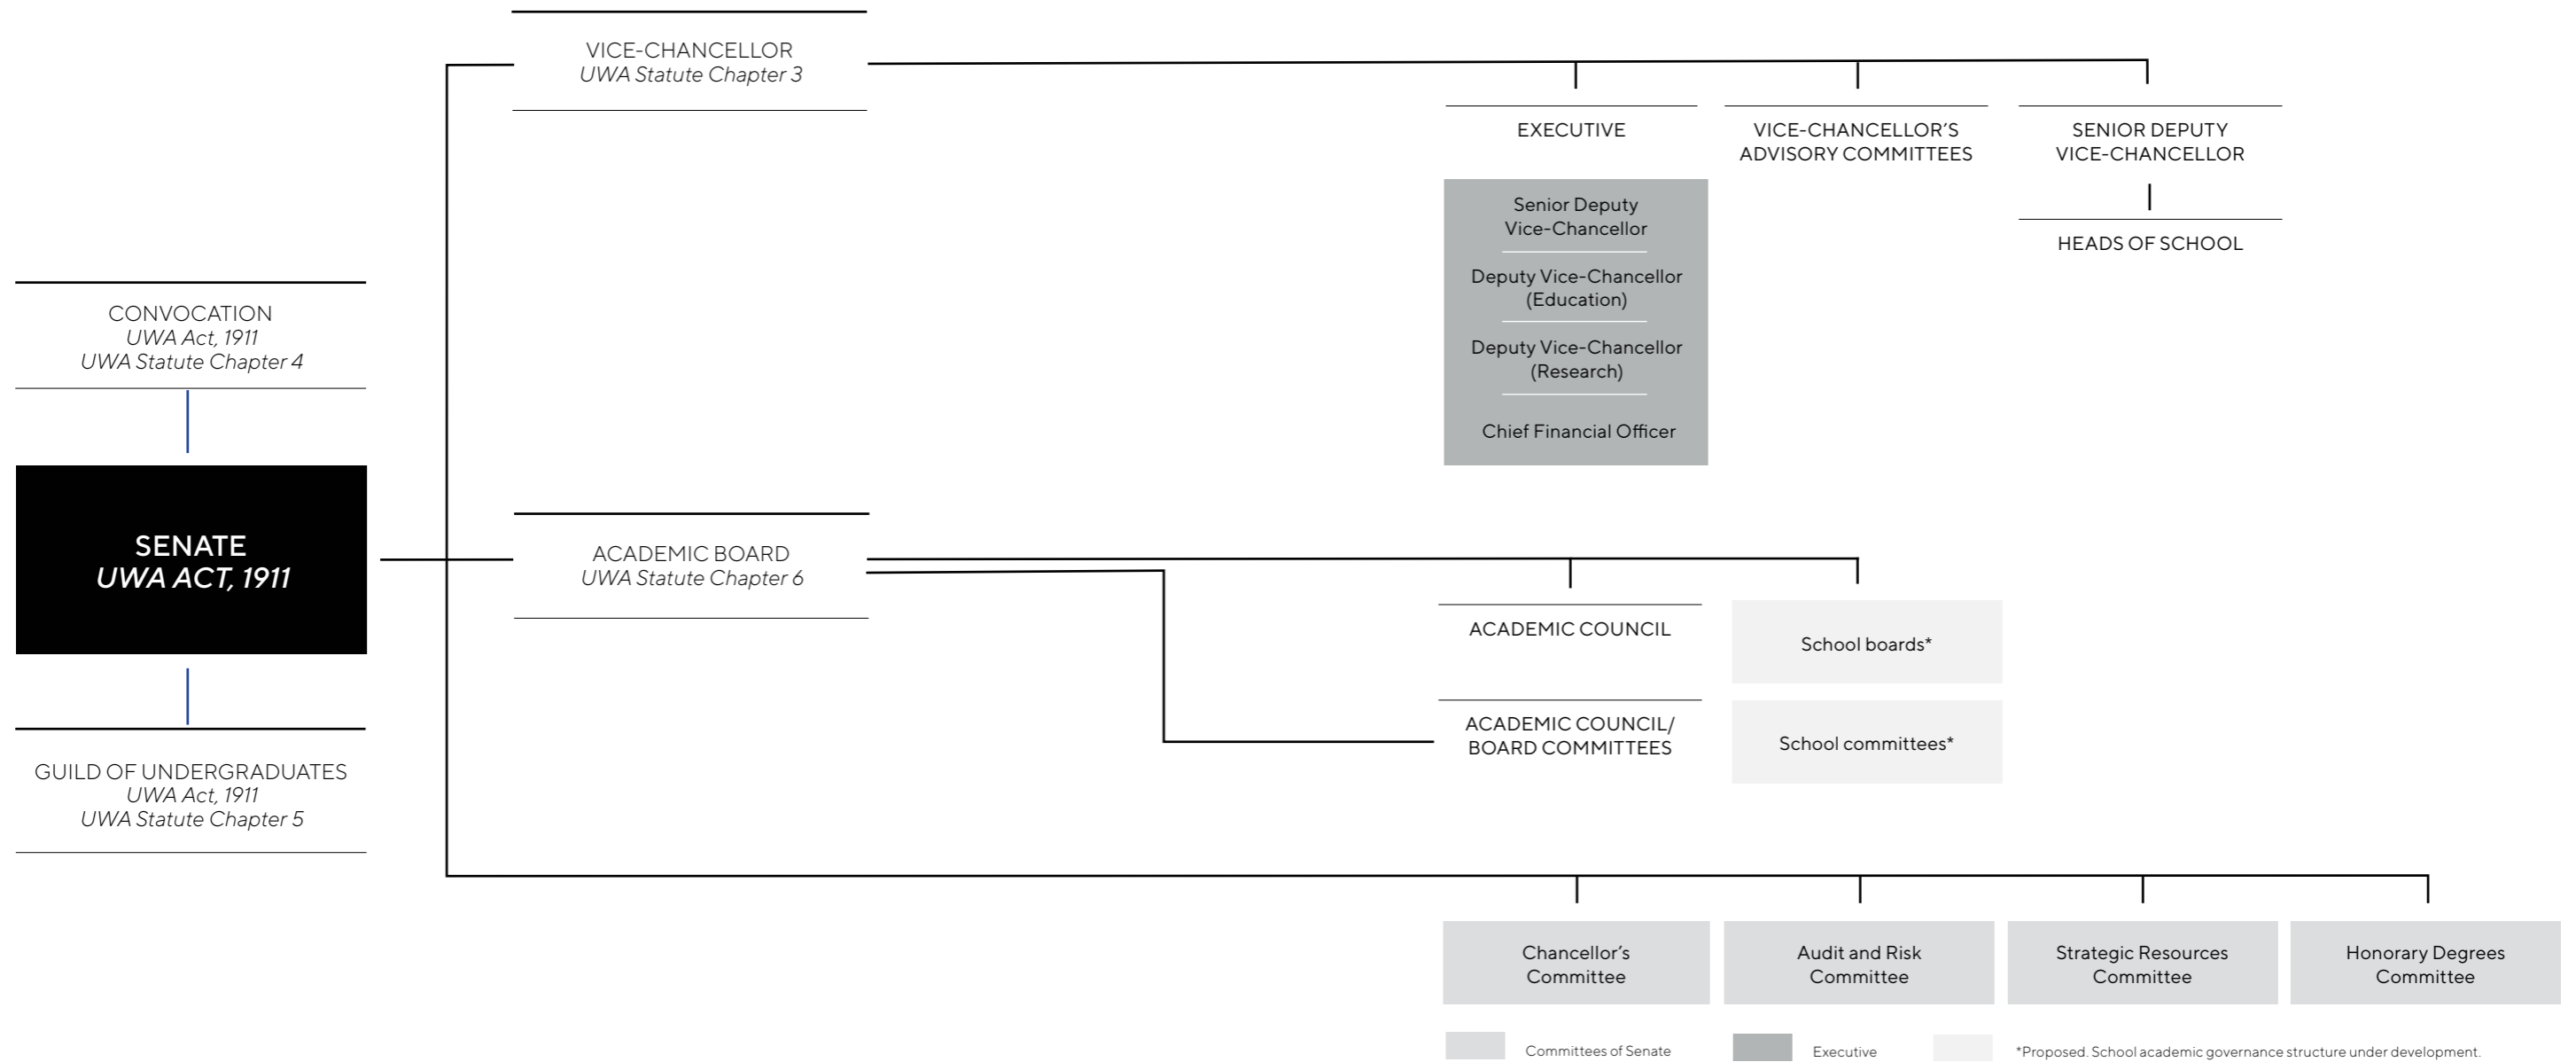 VICE-CHANCELLOR
UWA Statute Chapter 3
EXECUTIVE
Senior Deputy
Vice-Chancellor
Deputy Vice-Chancellor
(Education)
Deputy Vice-Chancellor
(Research)
Chief Financial Officer
VICE-CHANCELLOR’S
ADVISORY COMMITTEES
SENIOR DEPUTY
VICE-CHANCELLOR
HEADS OF SCHOOL
CONVOCATION
UWA Act, 1911
UWA Statute Chapter 4
SENATE
UWA ACT, 1911
GUILD OF UNDERGRADUATES
UWA Act, 1911
UWA Statute Chapter 5
ACADEMIC BOARD
UWA Statute Chapter 6
ACADEMIC COUNCIL
ACADEMIC COUNCIL/
BOARD COMMITTEES
School boards*
School committees*
Chancellor’s
Committee
Audit and Risk
Committee
Strategic Resources
Committee
Honorary Degrees
Committee
Committees of Senate
Executive
*Proposed. School academic governance structure under development.